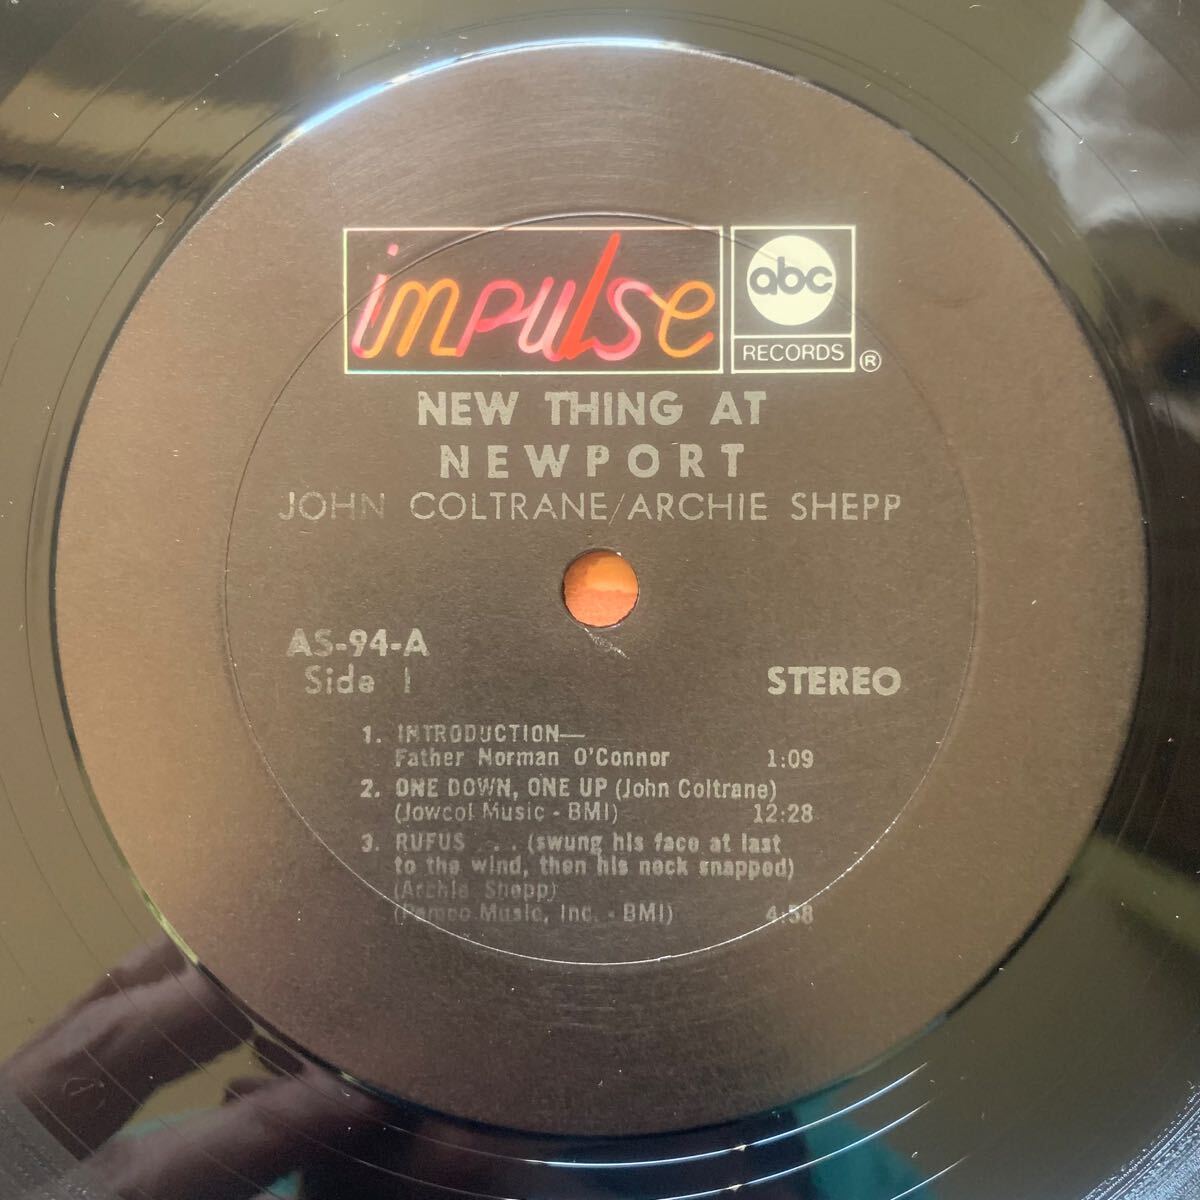 impulse
abc
RECORDS ®
NEW THING AT
NEWPORT
JOHN COLTRANE/ARCHIE SHEPP
AS-94-A
Side 1
STEREO
1. INTRODUCTION—
Father Norman O'Connor 1:09
2. ONE DOWN, ONE UP (John Coltrane)
(Jowcol Music - BMI) 12:28
3. RUFUS . . (swung his face at last
to the wind, then his neck snapped)
(Archie Shepp)
(Pamco Music, Inc. - BMI) 4:58